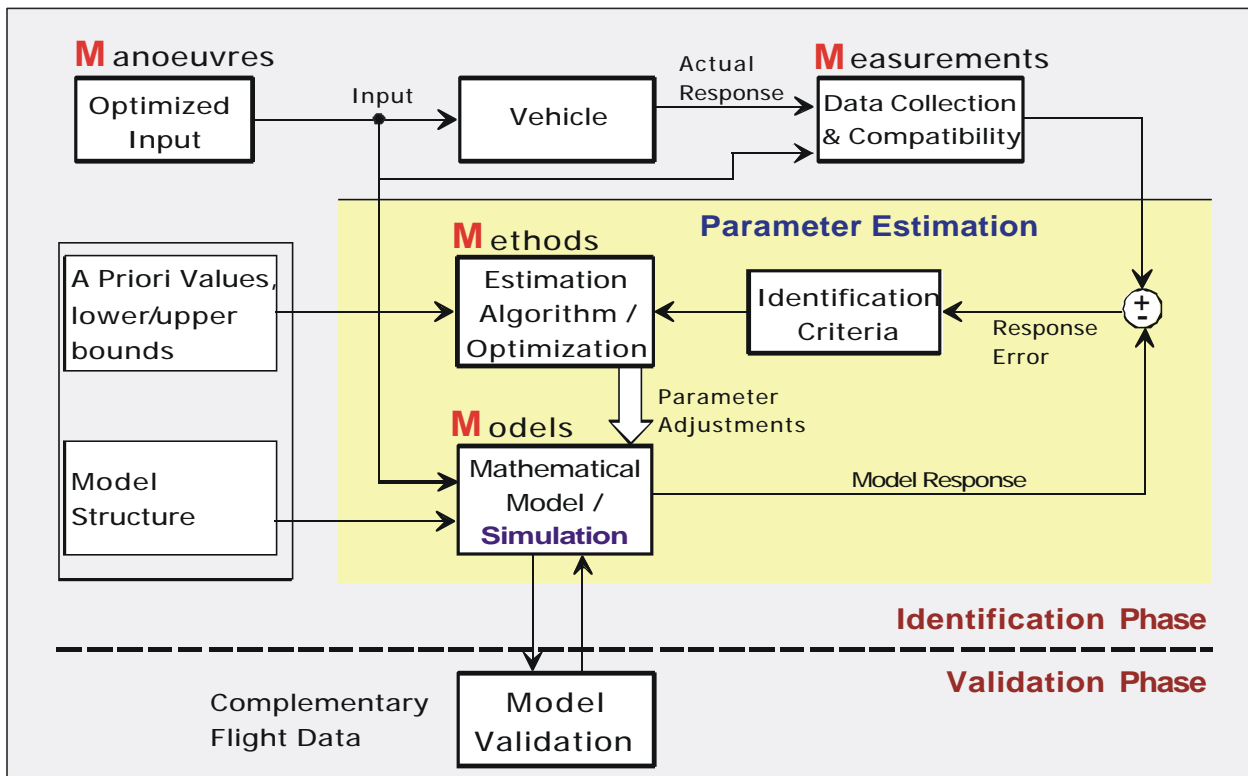 Manoeuvres
Optimized
Input
Input
Vehicle
Actual
Response
Measurements
Data Collection
& Compatibility
Parameter Estimation
A Priori Values,
lower/upper
bounds
Methods
Estimation
Algorithm /
Optimization
Identification
Criteria
Response
Error
+
-
Parameter
Adjustments
Model
Structure
Models
Mathematical
Model /
Simulation
Model Response
Identification Phase
Validation Phase
Complementary
Flight Data
Model
Validation